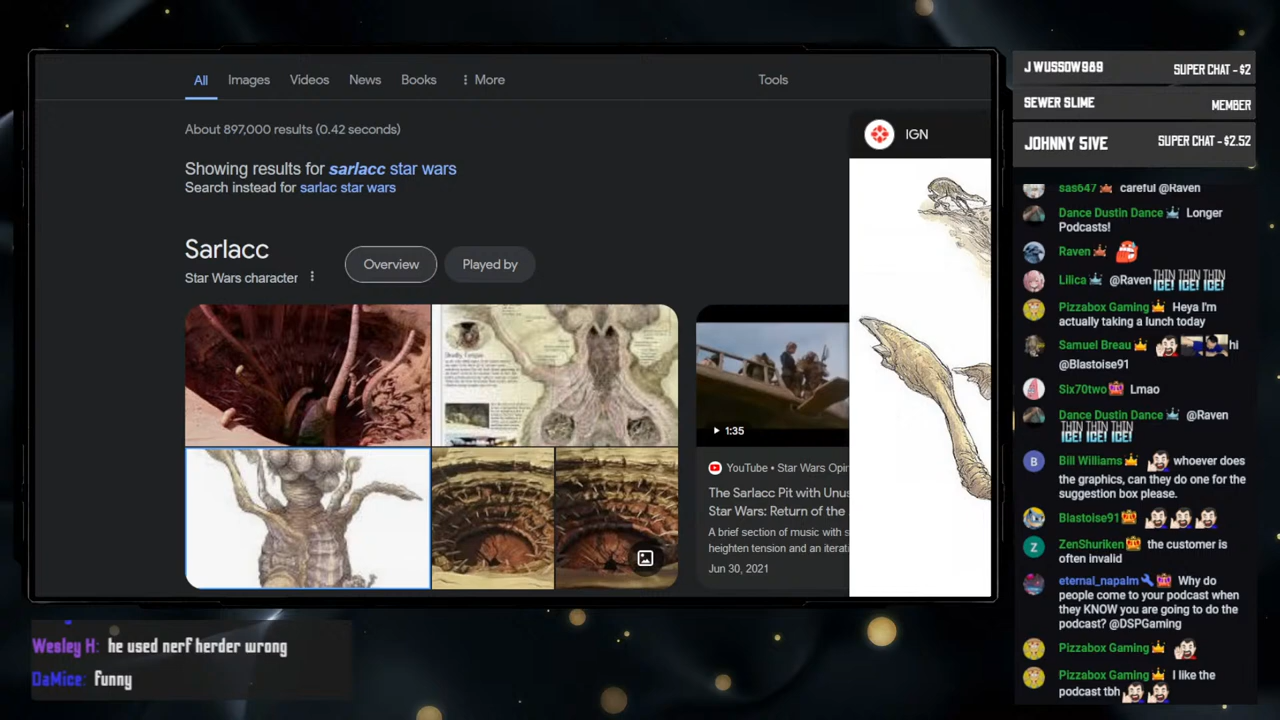 All Images Videos News Books More Tools
About 897,000 results (0.42 seconds)
Showing results for sarlacc star wars
Search instead for sarlac star wars
Sarlacc
Star Wars character
Overview Played by
1:35
YouTube • Star Wars Opin
The Sarlacc Pit with Unus
Star Wars: Return of the
A brief section of music with s
heighten tension and an iterati
Jun 30, 2021
IGN
Wesley H: he used nerf herder wrong
DaMice: funny
J WUSSOW989 SUPER CHAT - $2
SEWER SLIME MEMBER
JOHNNY 5IVE SUPER CHAT - $2.52
sas647 careful @Raven
Dance Dustin Dance Longer
Podcasts!
Raven
Lilica @Raven THIN THIN THIN
ICE! ICE! ICE!
Pizzabox Gaming Heya I'm
actually taking a lunch today
Samuel Breau hi
@Blastoise91
Six70two Lmao
Dance Dustin Dance @Raven
THIN THIN THIN
ICE! ICE! ICE!
B Bill Williams whoever does
the graphics, can they do one for the
suggestion box please.
Blastoise91
Z ZenShuriken the customer is
often invalid
eternal_napalm Why do
people come to your podcast when
they KNOW you are going to do the
podcast? @DSPGaming
Pizzabox Gaming
Pizzabox Gaming I like the
podcast tbh